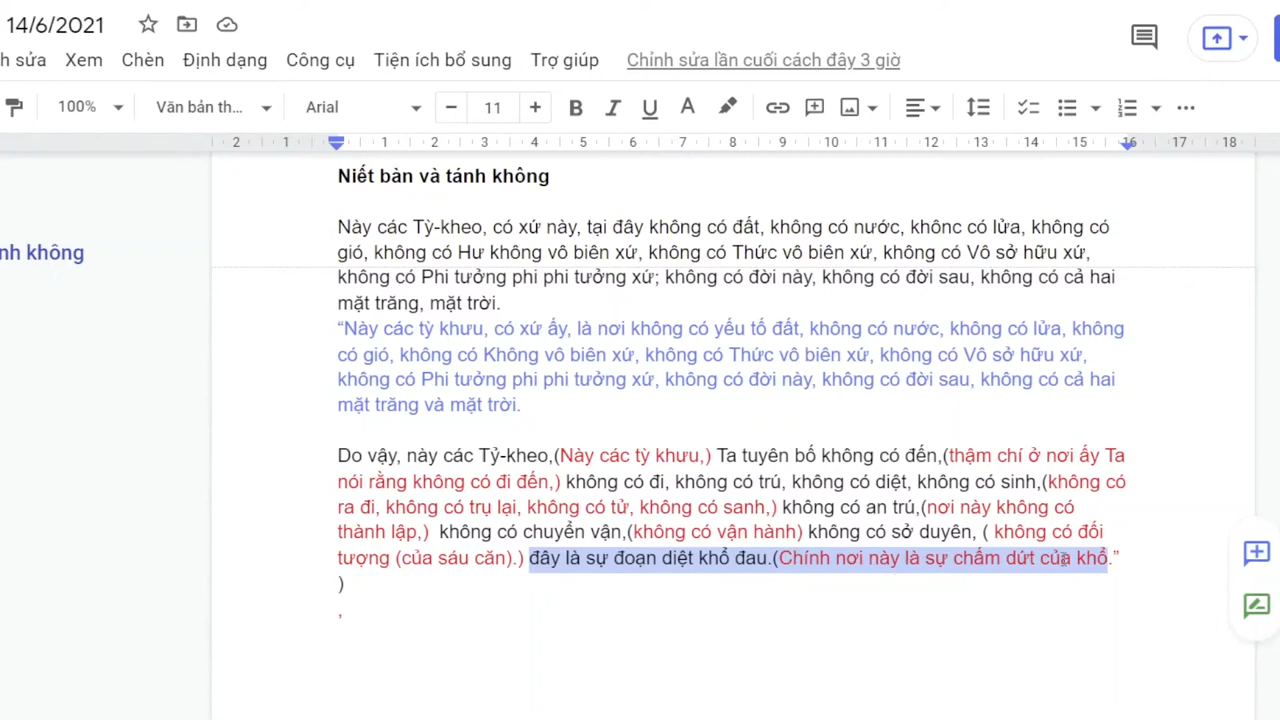 14/6/2021
h sửa Xem Chèn Định dạng Công cụ Tiện ích bổ sung Trợ giúp Chỉnh sửa lần cuối cách đây 3 giờ
100% Văn bản th... Arial − 11 + B I U A
2 1 1 2 3 4 5 6 7 8 9 10 11 12 13 14 15 16 17 18
Niết bàn và tánh không
nh không
Này các Tỳ-kheo, có xứ này, tại đây không có đất, không có nước, khônc có lửa, không có
gió, không có Hư không vô biên xứ, không có Thức vô biên xứ, không có Vô sở hữu xứ,
không có Phi tưởng phi phi tưởng xứ; không có đời này, không có đời sau, không có cả hai
mặt trăng, mặt trời.
“Này các tỳ khưu, có xứ ấy, là nơi không có yếu tố đất, không có nước, không có lửa, không
có gió, không có Không vô biên xứ, không có Thức vô biên xứ, không có Vô sở hữu xứ,
không có Phi tưởng phi phi tưởng xứ, không có đời này, không có đời sau, không có cả hai
mặt trăng và mặt trời.
Do vậy, này các Tỷ-kheo,(Này các tỳ khưu,) Ta tuyên bố không có đến,(thậm chí ở nơi ấy Ta
nói rằng không có đi đến,) không có đi, không có trú, không có diệt, không có sinh,(không có
ra đi, không có trụ lại, không có tử, không có sanh,) không có an trú,(nơi này không có
thành lập,) không có chuyển vận,(không có vận hành) không có sở duyên, ( không có đối
tượng (của sáu căn).) đây là sự đoạn diệt khổ đau.(Chính nơi này là sự chấm dứt của khổ.”
)
,